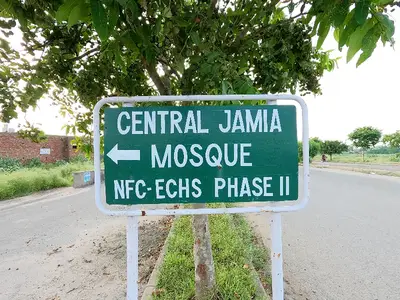 CENTRAL JAMIA
MOSQUE
NFC-ECHS PHASE II